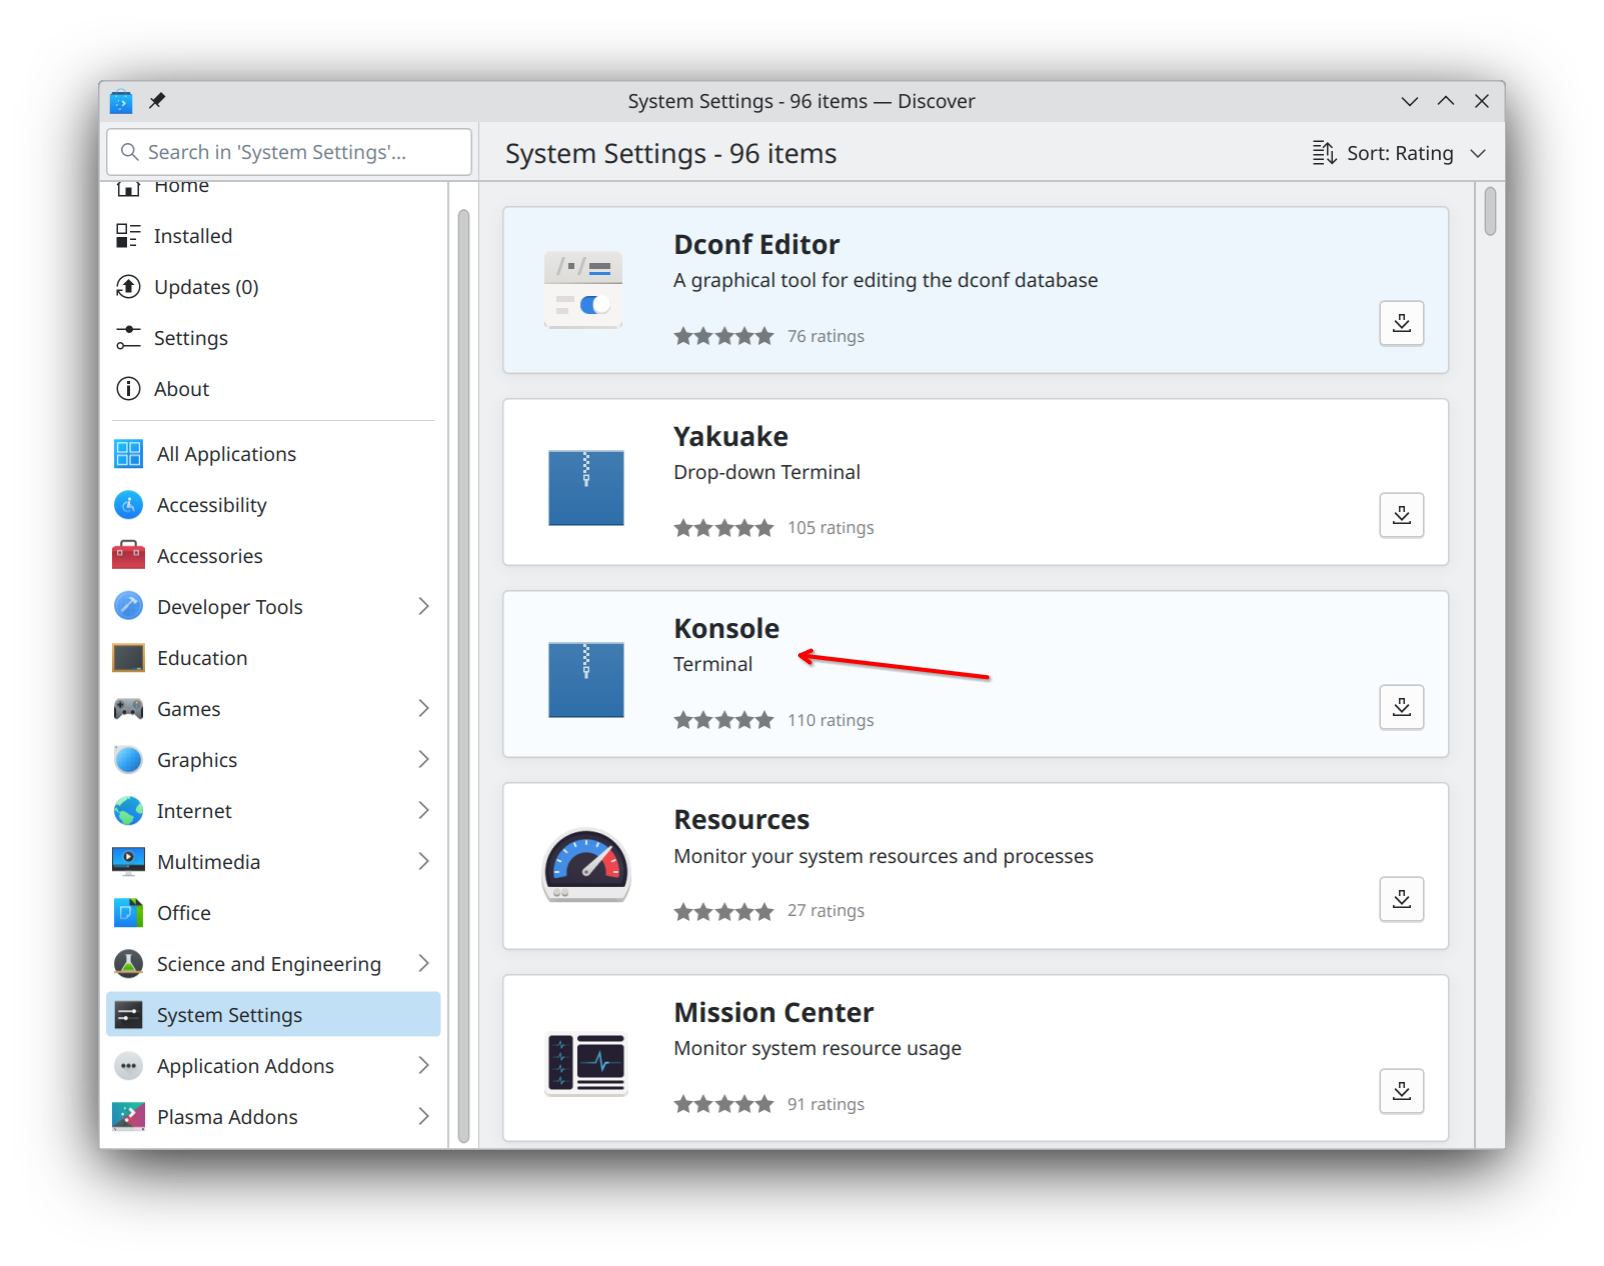 System Settings - 96 items — Discover
Search in 'System Settings'...
System Settings - 96 items
Sort: Rating
Home
Installed
Updates (0)
Settings
About
All Applications
Accessibility
Accessories
Developer Tools
Education
Games
Graphics
Internet
Multimedia
Office
Science and Engineering
System Settings
Application Addons
Plasma Addons
Dconf Editor
A graphical tool for editing the dconf database
76 ratings
Yakuake
Drop-down Terminal
105 ratings
Konsole
Terminal
110 ratings
Resources
Monitor your system resources and processes
27 ratings
Mission Center
Monitor system resource usage
91 ratings